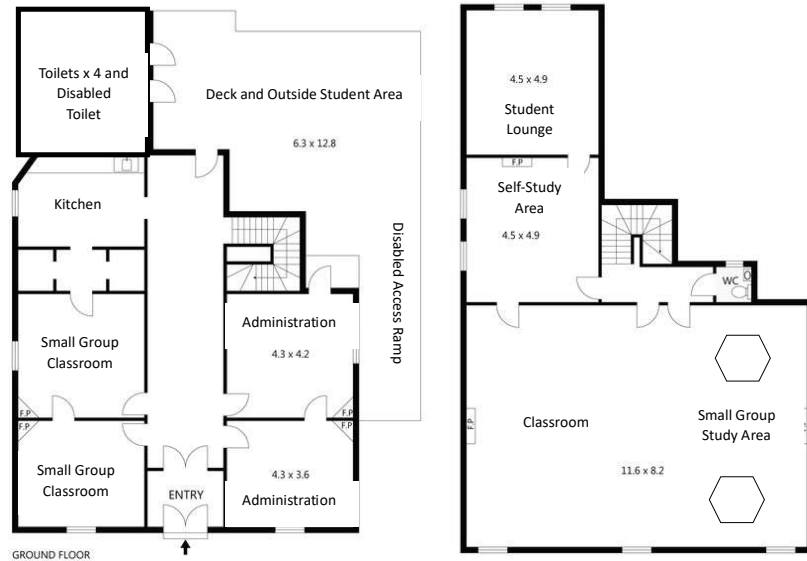 Toilets x 4 and
Disabled
Toilet
Deck and Outside Student Area
6.3 x 12.8
Kitchen
Disabled Access Ramp
Small Group
Classroom
Administration
4.3 x 4.2
F.P
F.P
F.P
F.P
Small Group
Classroom
4.3 x 3.6
Administration
ENTRY
GROUND FLOOR
4.5 x 4.9
Student
Lounge
F.P
Self-Study
Area
4.5 x 4.9
WC
Classroom
Small Group
Study Area
F.P
11.6 x 8.2